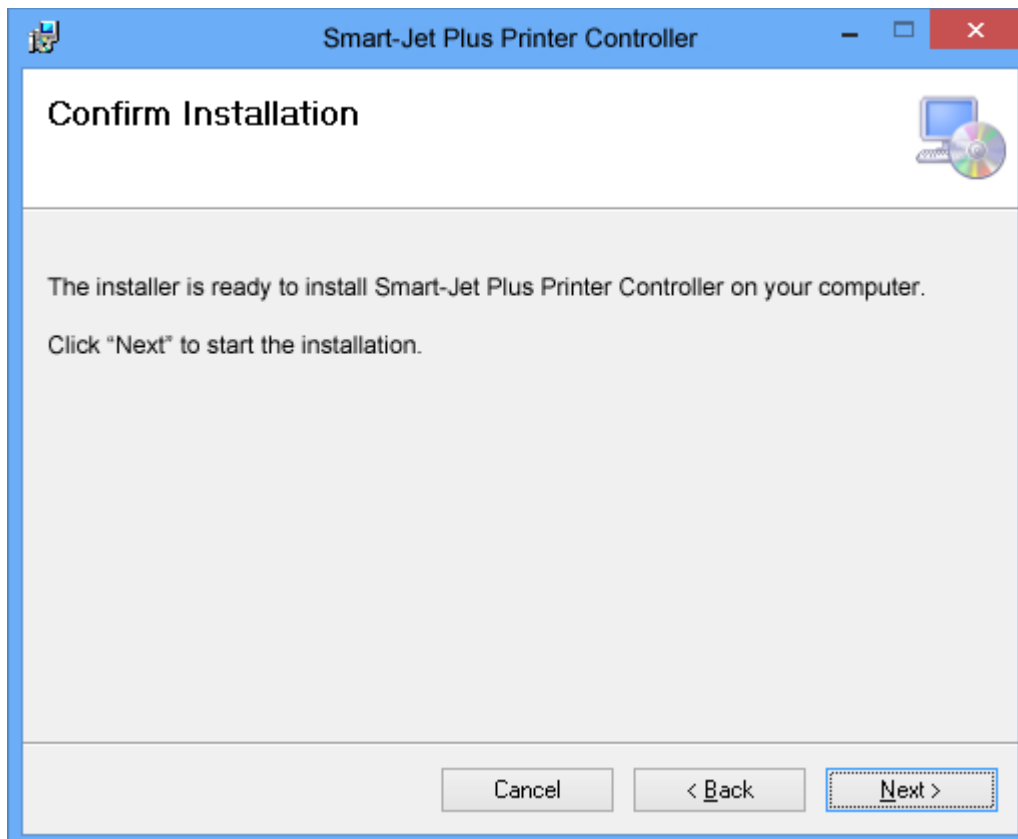 Smart-Jet Plus Printer Controller
Confirm Installation
The installer is ready to install Smart-Jet Plus Printer Controller on your computer.
Click “Next” to start the installation.
Cancel
< Back
Next >